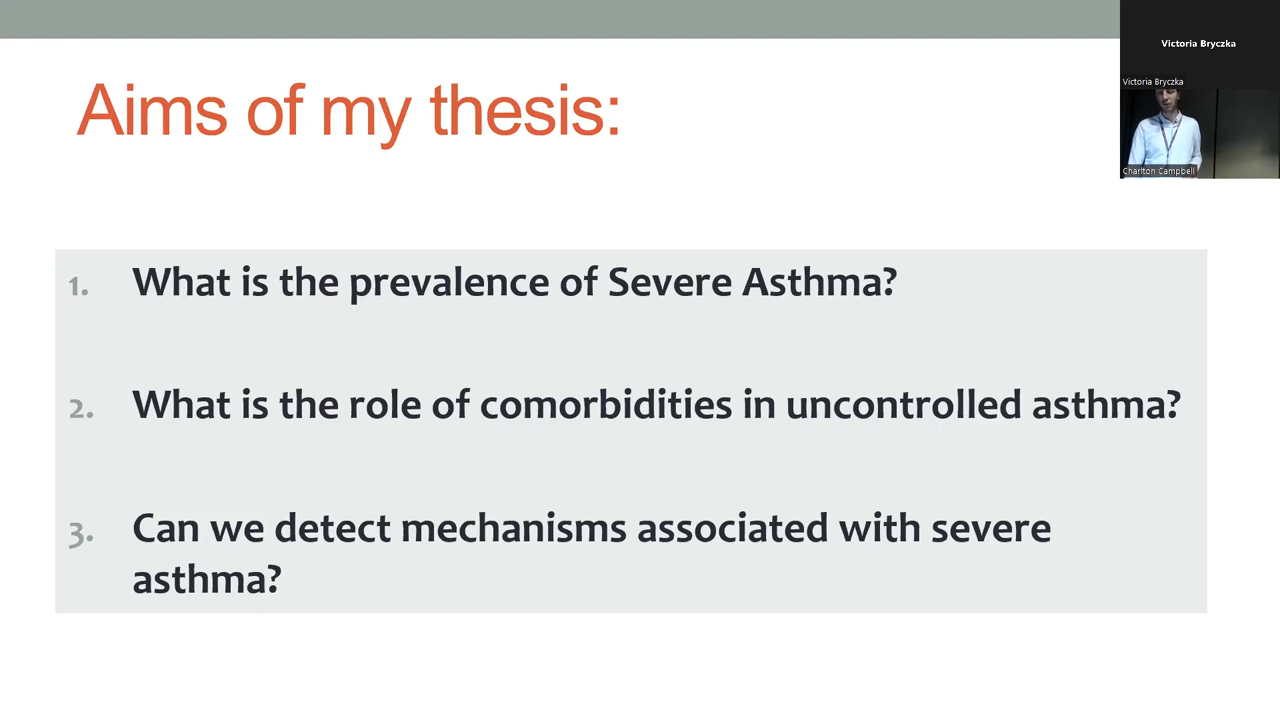 Aims of my thesis:
Victoria Bryczka
Victoria Bryczka
Charlton Campbell
1. What is the prevalence of Severe Asthma?
2. What is the role of comorbidities in uncontrolled asthma?
3. Can we detect mechanisms associated with severe
asthma?